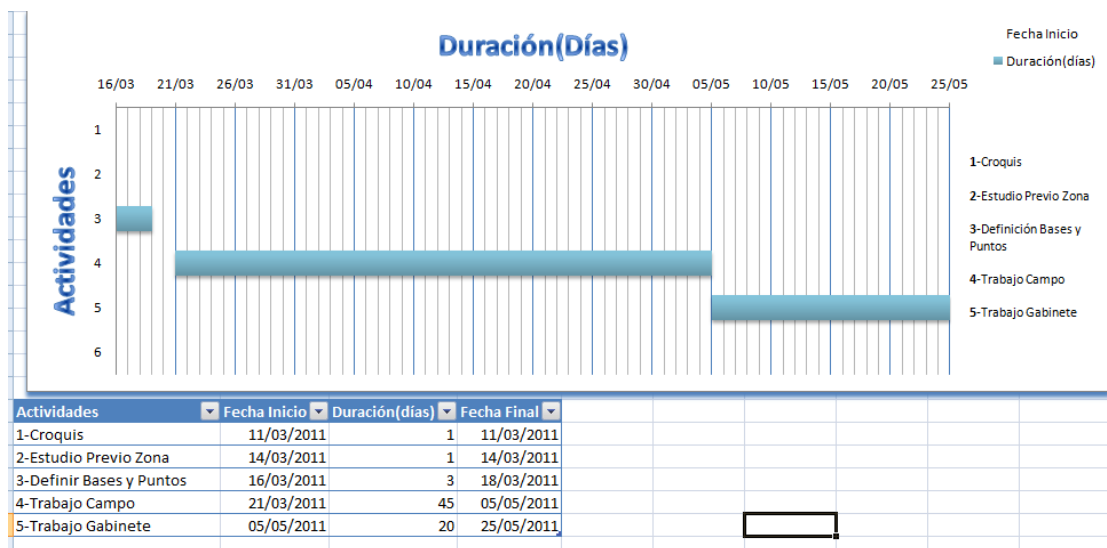 Duración(Días)
Fecha Inicio
Duración(días)
16/03 21/03 26/03 31/03 05/04 10/04 15/04 20/04 25/04 30/04 05/05 10/05 15/05 20/05 25/05
Actividades
1
2
3
4
5
6
1-Croquis
2-Estudio Previo Zona
3-Definición Bases y
Puntos
4-Trabajo Campo
5-Trabajo Gabinete
Actividades Fecha Inicio Duración(días) Fecha Final
1-Croquis 11/03/2011 1 11/03/2011
2-Estudio Previo Zona 14/03/2011 1 14/03/2011
3-Definir Bases y Puntos 16/03/2011 3 18/03/2011
4-Trabajo Campo 21/03/2011 45 05/05/2011
5-Trabajo Gabinete 05/05/2011 20 25/05/2011